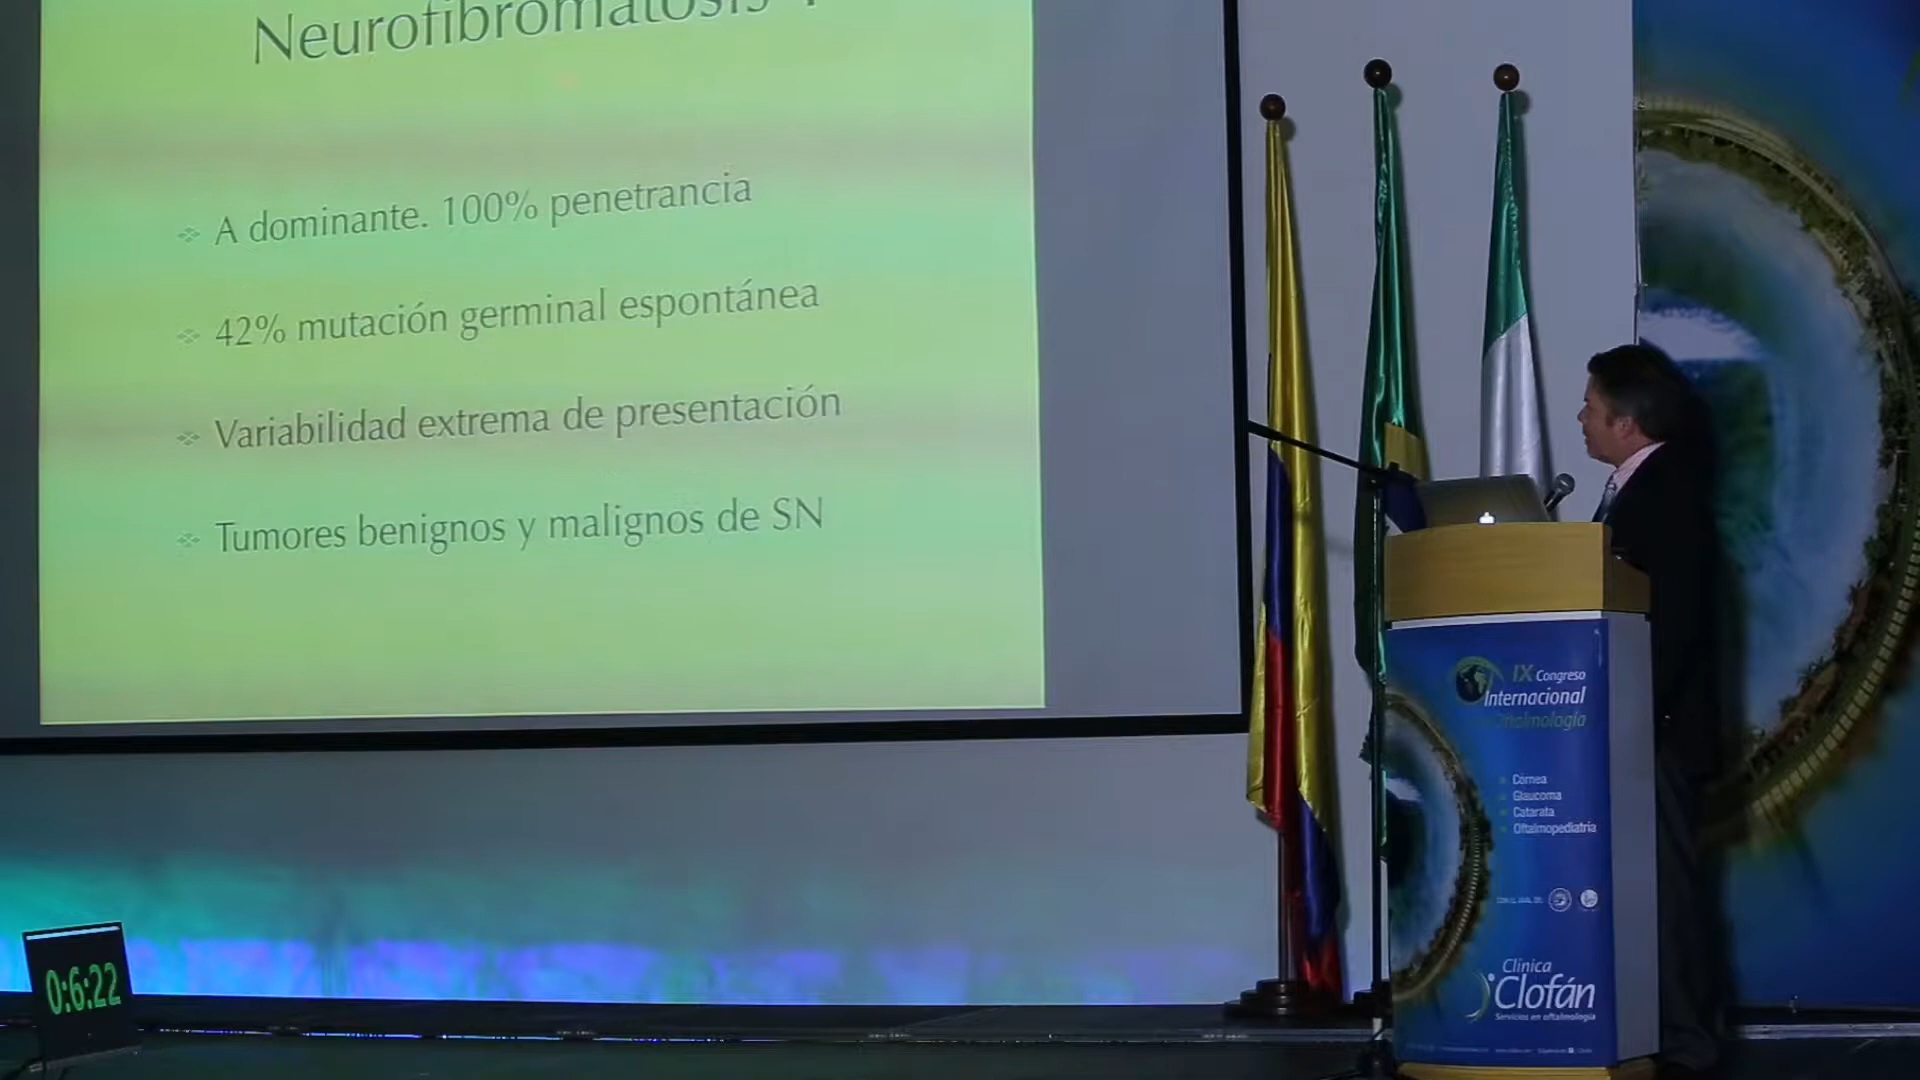 Neurofibromatosis
A dominante. 100% penetrancia
42% mutación germinal espontánea
Variabilidad extrema de presentación
Tumores benignos y malignos de SN
IX Congreso
Internacional
Oftalmología
Córnea
Glaucoma
Catarata
Oftalmopediatría
Clínica
Clofán
Servicios en oftalmología
0:6:22